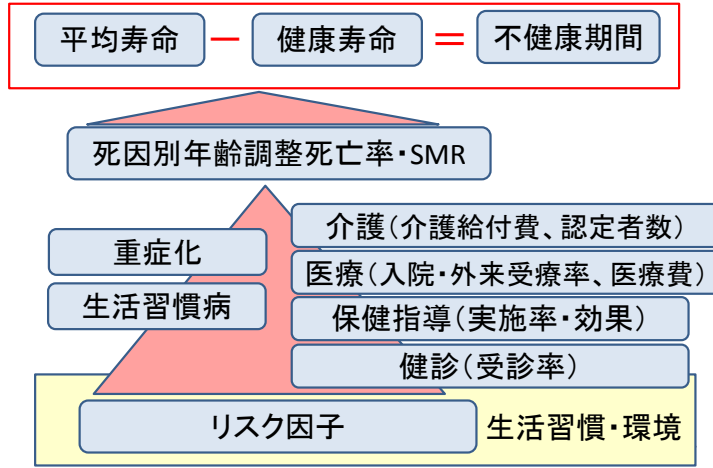 平均寿命 ー 健康寿命 = 不健康期間
死因別年齢調整死亡率・SMR
介護(介護給付費、認定者数)
重症化
医療(入院・外来受療率、医療費)
生活習慣病
保健指導(実施率・効果)
健診(受診率)
リスク因子
生活習慣・環境